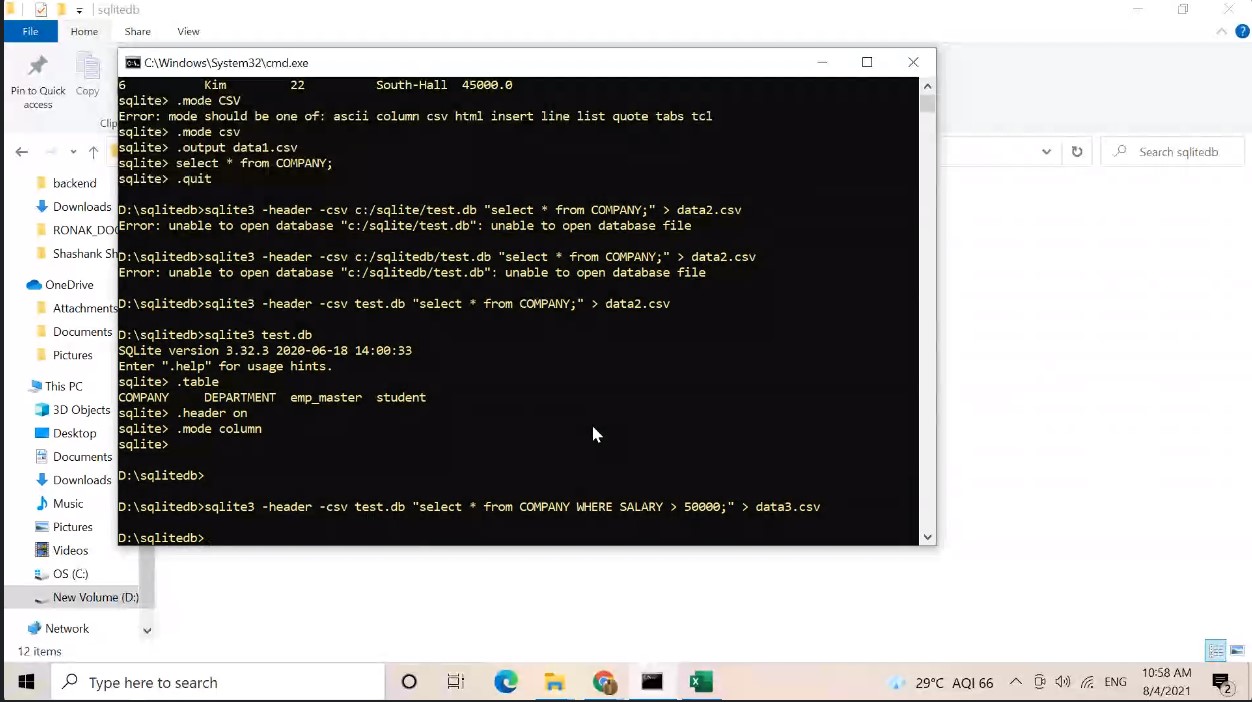 sqlitedb
File Home Share View
Pin to Quick access
Copy
Clip
Search sqlitedb
backend
Downloads
RONAK_DO
Shashank Sh
OneDrive
Attachments
Documents
Pictures
This PC
3D Objects
Desktop
Documents
Downloads
Music
Pictures
Videos
OS (C:)
New Volume (D:)
Network
12 items
C:\Windows\System32\cmd.exe
6 Kim 22 South-Hall 45000.0
sqlite> .mode CSV
Error: mode should be one of: ascii column csv html insert line list quote tabs tcl
sqlite> .mode csv
sqlite> .output data1.csv
sqlite> select * from COMPANY;
sqlite> .quit
D:\sqlitedb>sqlite3 -header -csv c:/sqlite/test.db "select * from COMPANY;" > data2.csv
Error: unable to open database "c:/sqlite/test.db": unable to open database file
D:\sqlitedb>sqlite3 -header -csv c:/sqlitedb/test.db "select * from COMPANY;" > data2.csv
Error: unable to open database "c:/sqlitedb/test.db": unable to open database file
D:\sqlitedb>sqlite3 -header -csv test.db "select * from COMPANY;" > data2.csv
D:\sqlitedb>sqlite3 test.db
SQLite version 3.32.3 2020-06-18 14:00:33
Enter ".help" for usage hints.
sqlite> .table
COMPANY DEPARTMENT emp_master student
sqlite> .header on
sqlite> .mode column
sqlite>
D:\sqlitedb>
D:\sqlitedb>sqlite3 -header -csv test.db "select * from COMPANY WHERE SALARY > 50000;" > data3.csv
D:\sqlitedb>
Type here to search
29°C AQI 66
ENG
10:58 AM
8/4/2021
2